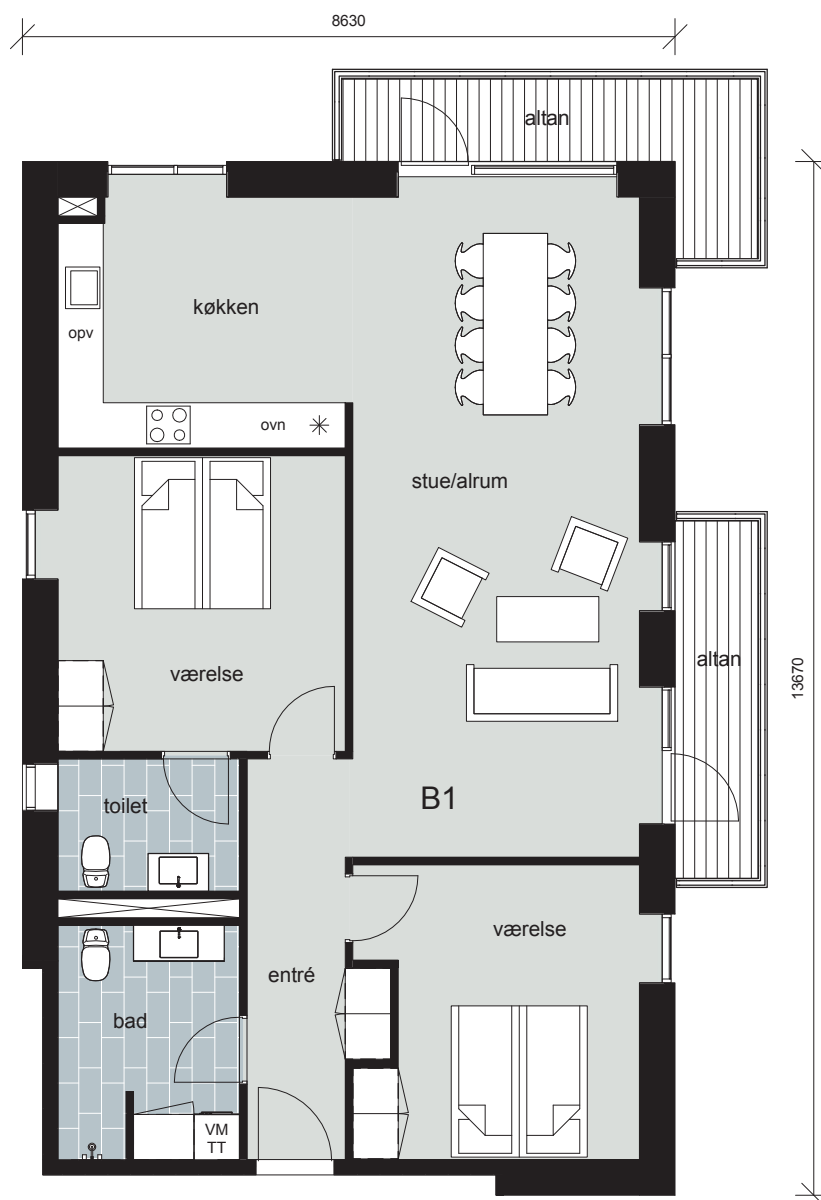 8630
altan
køkken
opv
ovn
stue/alrum
værelse
altan
13670
toilet
B1
værelse
entré
bad
VM
TT